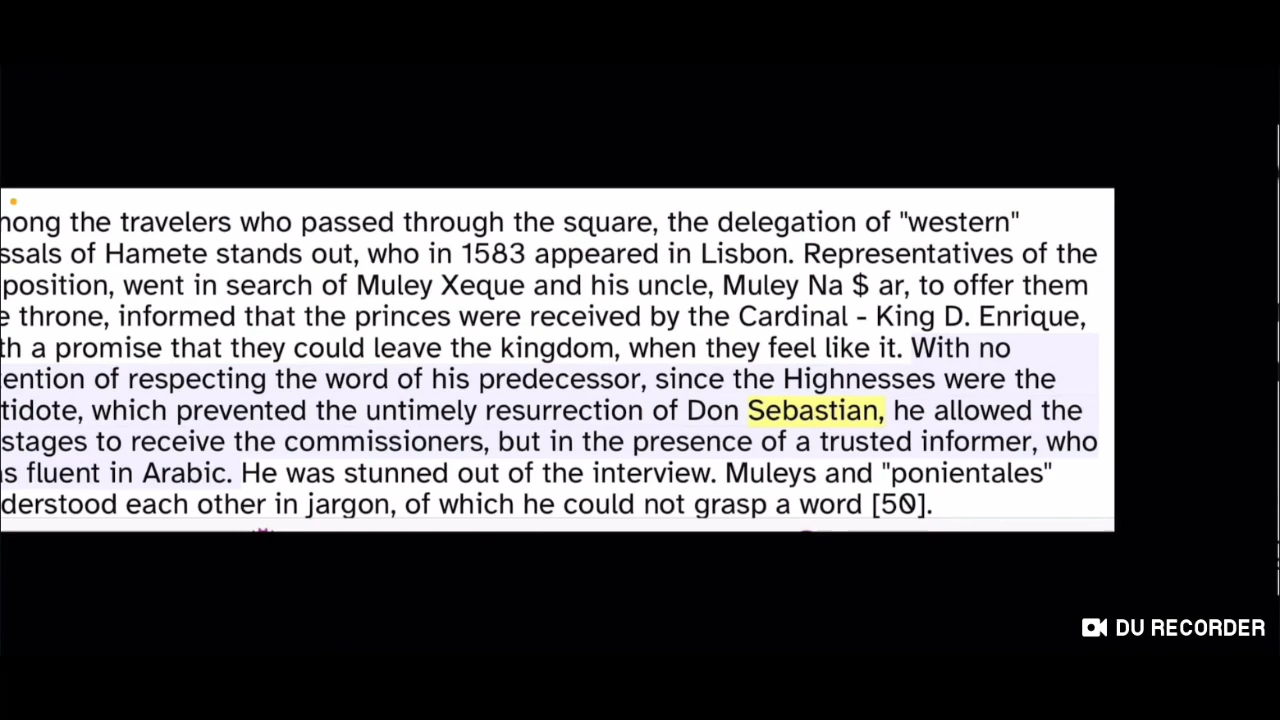 mong the travelers who passed through the square, the delegation of "western"
ssals of Hamete stands out, who in 1583 appeared in Lisbon. Representatives of the
position, went in search of Muley Xeque and his uncle, Muley Na $ ar, to offer them
e throne, informed that the princes were received by the Cardinal - King D. Enrique,
th a promise that they could leave the kingdom, when they feel like it. With no
tention of respecting the word of his predecessor, since the Highnesses were the
tidote, which prevented the untimely resurrection of Don Sebastian, he allowed the
stages to receive the commissioners, but in the presence of a trusted informer, who
s fluent in Arabic. He was stunned out of the interview. Muleys and "ponientales"
derstood each other in jargon, of which he could not grasp a word [50].
DU RECORDER